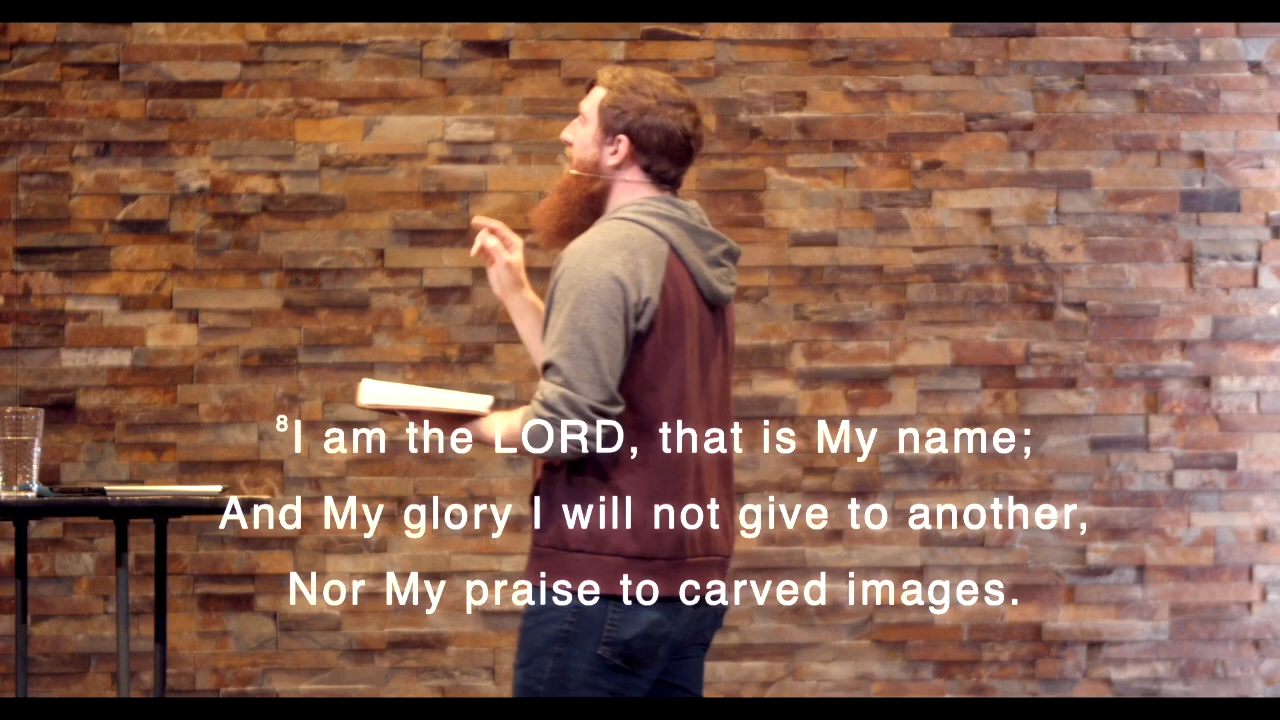 ⁸I am the LORD, that is My name;
And My glory I will not give to another,
Nor My praise to carved images.